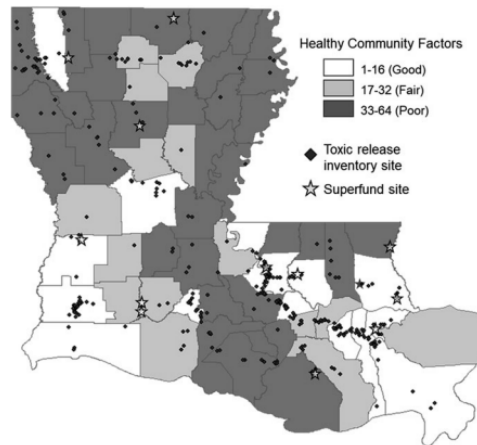 Healthy Community Factors
1-16 (Good)
17-32 (Fair)
33-64 (Poor)
Toxic release
inventory site
Superfund site